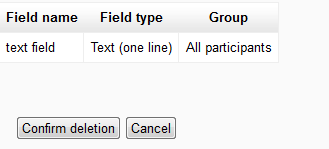 Field name Field type Group
text field Text (one line) All participants
Confirm deletion Cancel